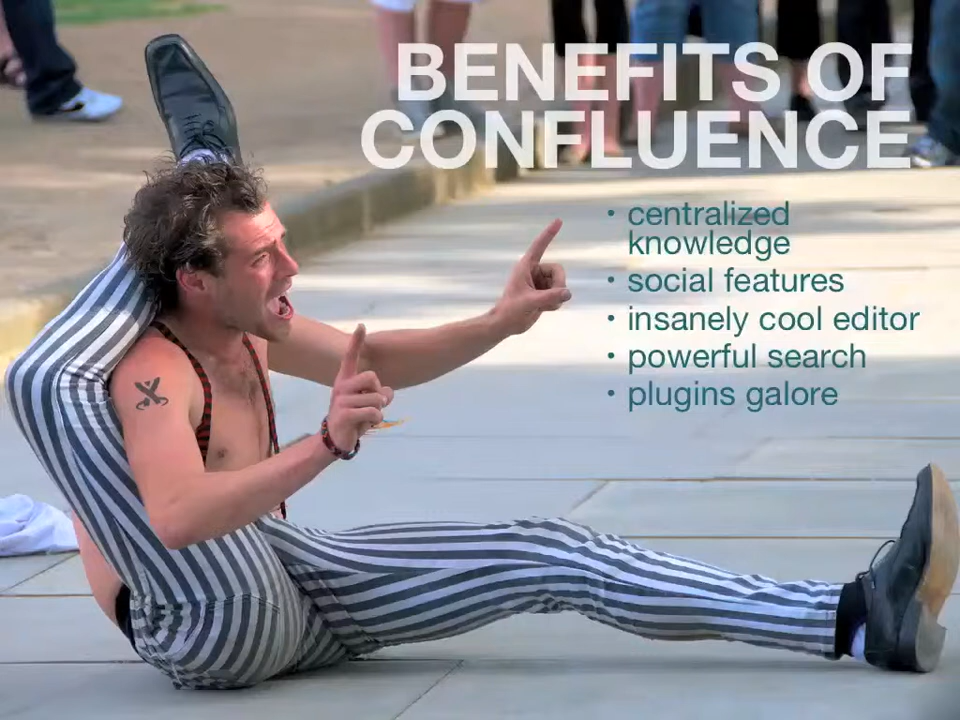 BENEFITS OF
CONFLUENCE
• centralized
knowledge
• social features
• insanely cool editor
• powerful search
• plugins galore